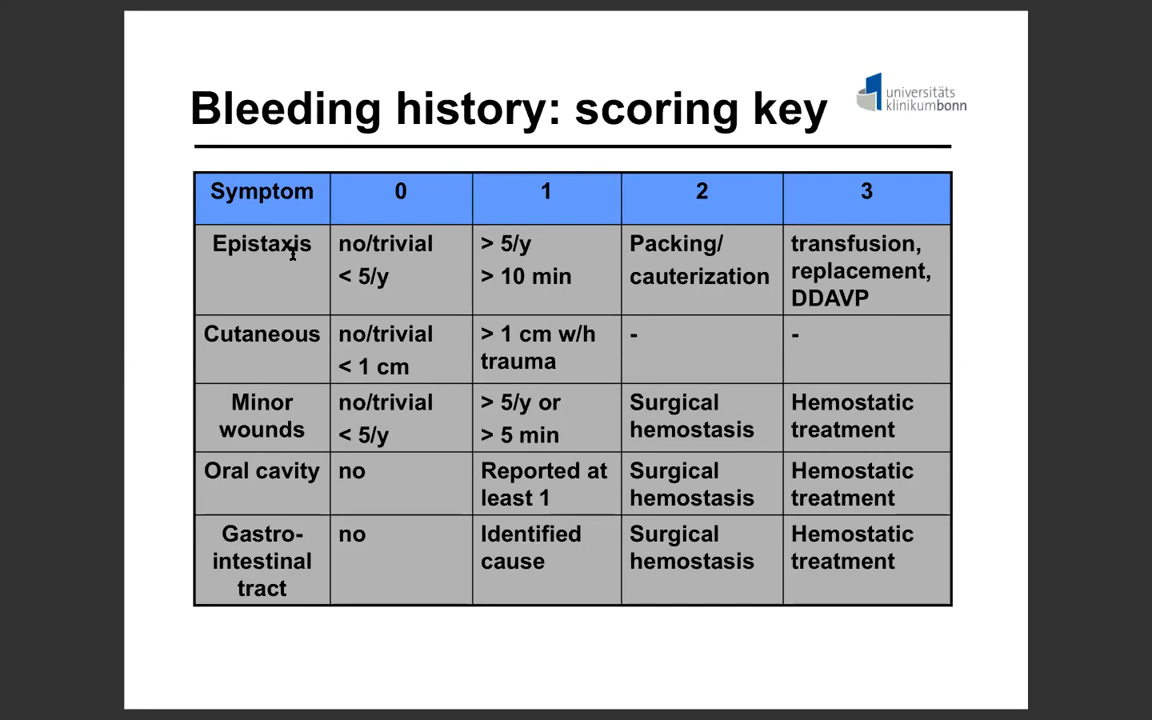 Bleeding history: scoring key
universitäts
klinikumbonn
Symptom 0 1 2 3
Epistaxis no/trivial > 5/y Packing/ transfusion,
< 5/y > 10 min cauterization replacement,
DDAVP
Cutaneous no/trivial > 1 cm w/h - -
< 1 cm trauma
Minor no/trivial > 5/y or Surgical Hemostatic
wounds < 5/y > 5 min hemostasis treatment
Oral cavity no Reported at Surgical Hemostatic
least 1 hemostasis treatment
Gastro- no Identified Surgical Hemostatic
intestinal cause hemostasis treatment
tract